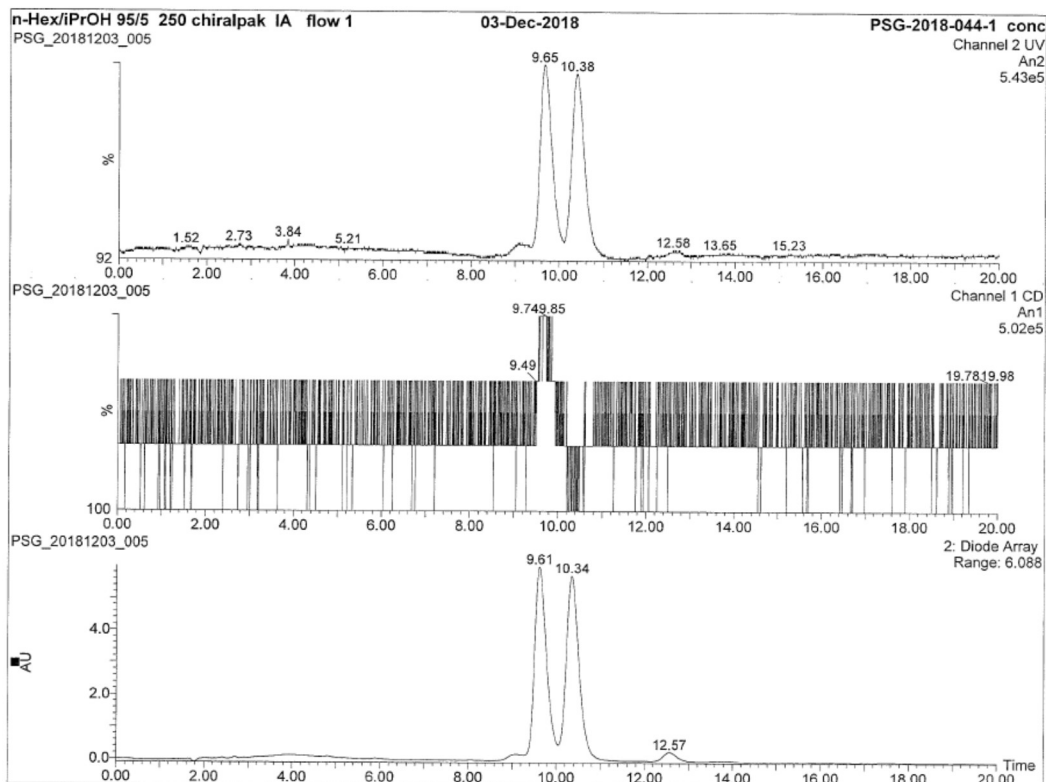 n-Hex/iPrOH 95/5 250 chiralpak IA flow 1 03-Dec-2018 PSG-2018-044-1 conc
PSG_20181203_005 Channel 2 UV
An2
5.43e5
9.65 10.38
%
1.52 2.73 3.84 5.21 12.58 13.65 15.23
92
0.00 2.00 4.00 6.00 8.00 10.00 12.00 14.00 16.00 18.00 20.00
PSG_20181203_005 Channel 1 CD
An1
5.02e5
9.749.85
9.49 19.7819.98
%
100
0.00 2.00 4.00 6.00 8.00 10.00 12.00 14.00 16.00 18.00 20.00
PSG_20181203_005 2: Diode Array
Range: 6.088
9.61 10.34
4.0
AU
2.0
12.57
0.0
Time
0.00 2.00 4.00 6.00 8.00 10.00 12.00 14.00 16.00 18.00 20.00